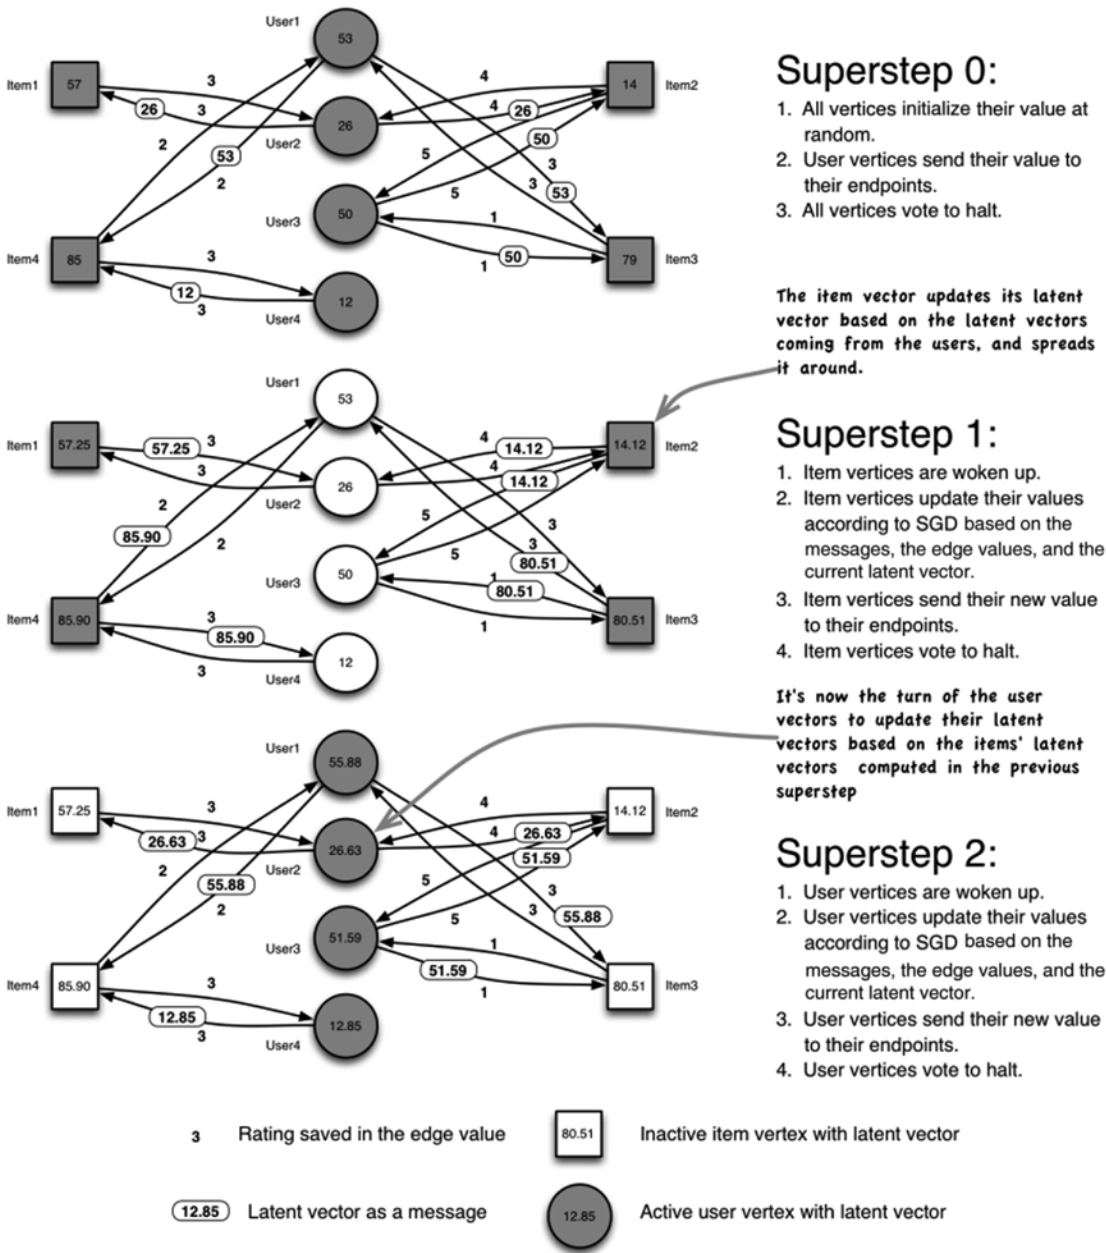 User1
53
Item1
57
3
4
14
Item2
26
3
4
26
26
User2
2
53
50
5
3
2
5
3
53
User3
50
1
Item4
85
3
50
1
79
Item3
12
3
12
User4
Superstep 0:
1. All vertices initialize their value at
random.
2. User vertices send their value to
their endpoints.
3. All vertices vote to halt.
The item vector updates its latent
vector based on the latent vectors
coming from the users, and spreads
it around.
User1
53
Item1
57.25
57.25
3
4
14.12
14.12
Item2
3
4
26
14.12
User2
2
5
85.90
2
3
3
5
80.51
User3
50
1
80.51
Item4
85.90
3
85.90
1
80.51
Item3
3
12
User4
Superstep 1:
1. Item vertices are woken up.
2. Item vertices update their values
according to SGD based on the
messages, the edge values, and the
current latent vector.
3. Item vertices send their new value
to their endpoints.
4. Item vertices vote to halt.
It's now the turn of the user
vectors to update their latent
vectors based on the items' latent
vectors computed in the previous
superstep
User1
55.88
Item1
57.25
3
4
14.12
Item2
26.63
3
4
26.63
26.63
User2
51.59
2
55.88
5
2
3
5
3
55.88
User3
51.59
1
Item4
85.90
3
51.59
1
80.51
Item3
12.85
3
12.85
User4
Superstep 2:
1. User vertices are woken up.
2. User vertices update their values
according to SGD based on the
messages, the edge values, and the
current latent vector.
3. User vertices send their new value
to their endpoints.
4. User vertices vote to halt.
3 Rating saved in the edge value
80.51 Inactive item vertex with latent vector
12.85 Latent vector as a message
12.85 Active user vertex with latent vector